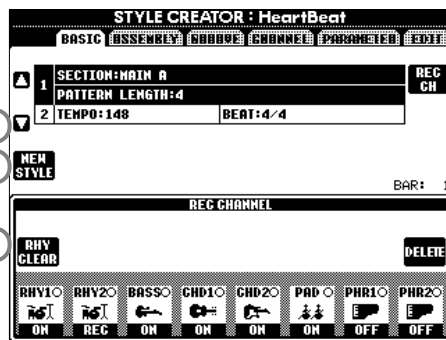 STYLE CREATOR : HeartBeat
BASIC ASSEMBLY GROOVE CHANNEL PARAMETER EDIT
1 SECTION:MAIN A
PATTERN LENGTH:4
REC CH
2 TEMPO:148 BEAT:4/4
NEW STYLE
BAR: 1
REC CHANNEL
RHY CLEAR
DELETE
RHY1 RHY2 BASS CHD1 CHD2 PAD PHR1 PHR2
ON REC ON ON ON ON OFF OFF